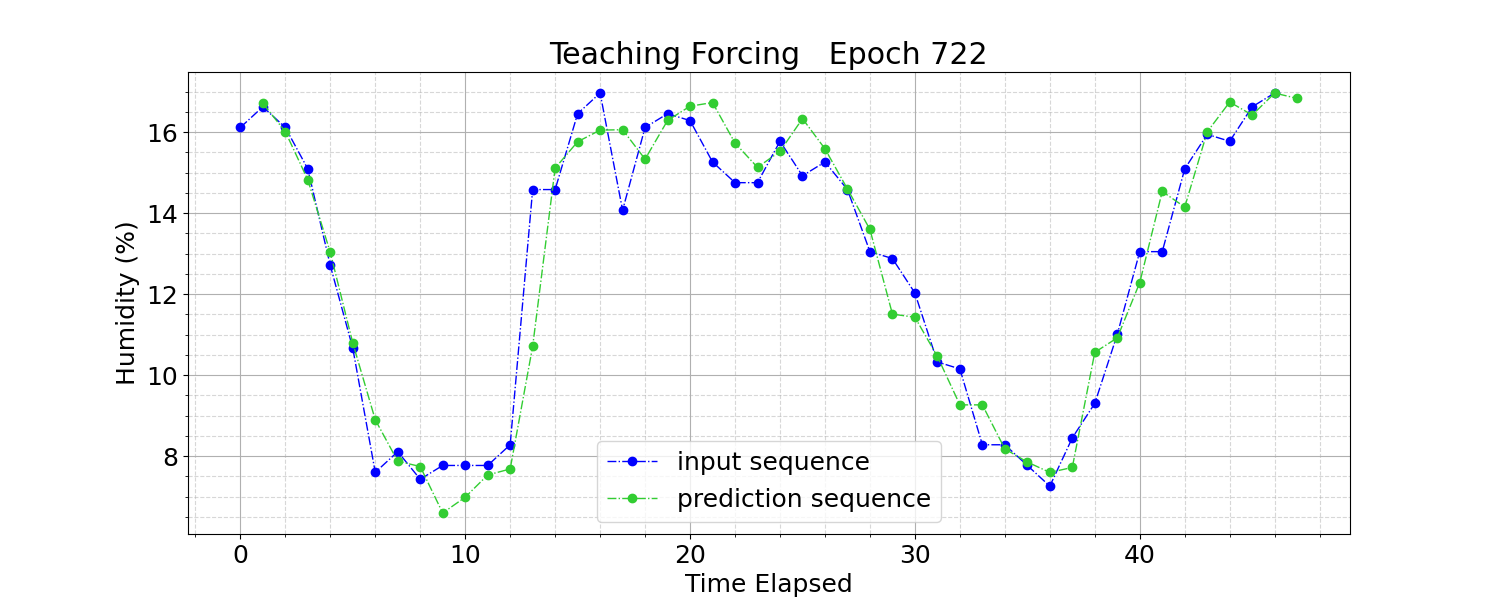 Teaching Forcing   Epoch 722
Humidity (%)
16
14
12
10
8
input sequence
prediction sequence
0 10 20 30 40
Time Elapsed